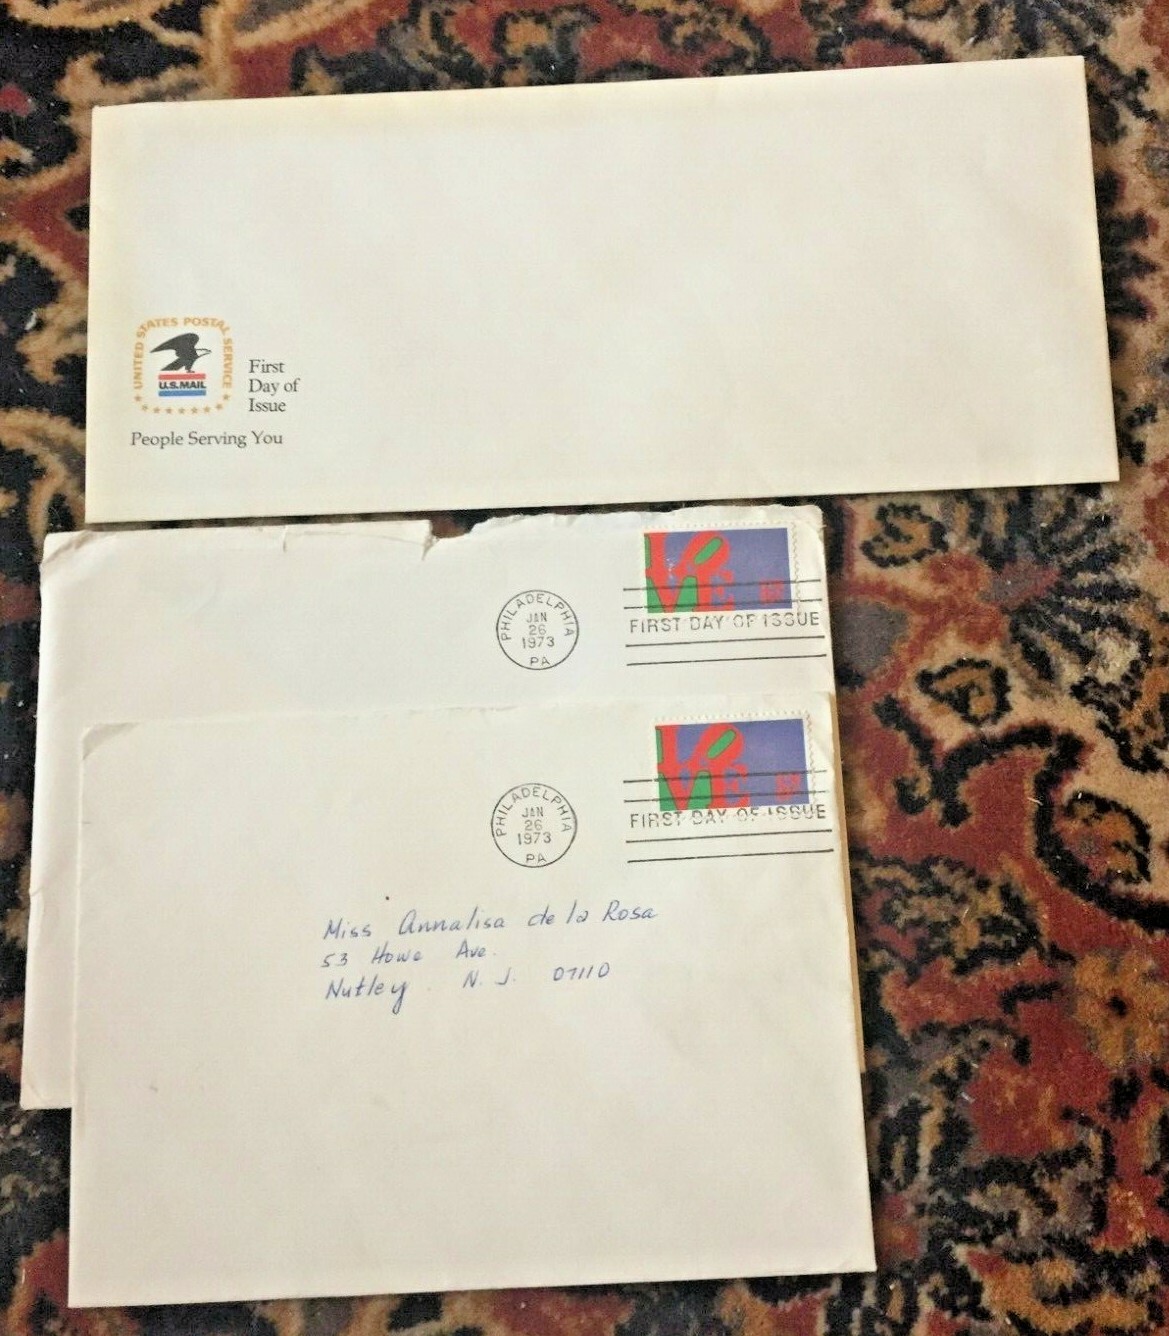 UNITED STATES POSTAL SERVICE
U.S.MAIL
First
Day of
Issue
People Serving You
LOVE
PHILADELPHIA
JAN
26
1973
PA
FIRST DAY OF ISSUE
LOVE
PHILADELPHIA
JAN
26
1973
PA
FIRST DAY OF ISSUE
Miss Annalisa de la Rosa
53 Howe Ave.
Nutley. N. J. 07110